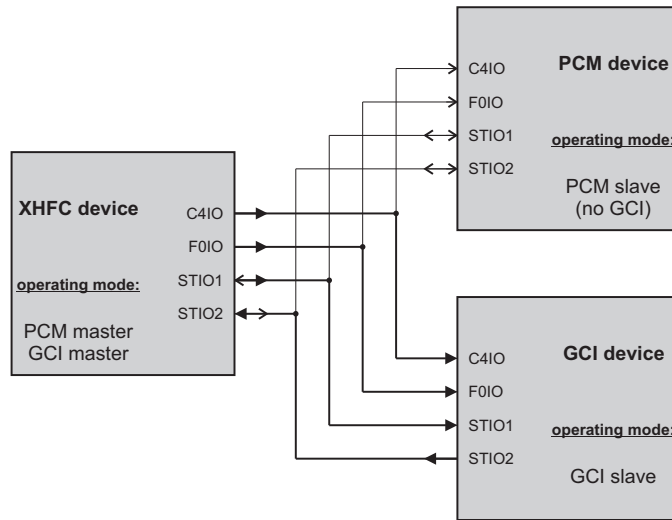 C4IO
PCM device
F0IO
STIO1
operating mode:
STIO2
PCM slave
(no GCI)
XHFC device
C4IO
F0IO
STIO1
operating mode:
STIO2
PCM master
GCI master
C4IO
GCI device
F0IO
STIO1
operating mode:
STIO2
GCI slave